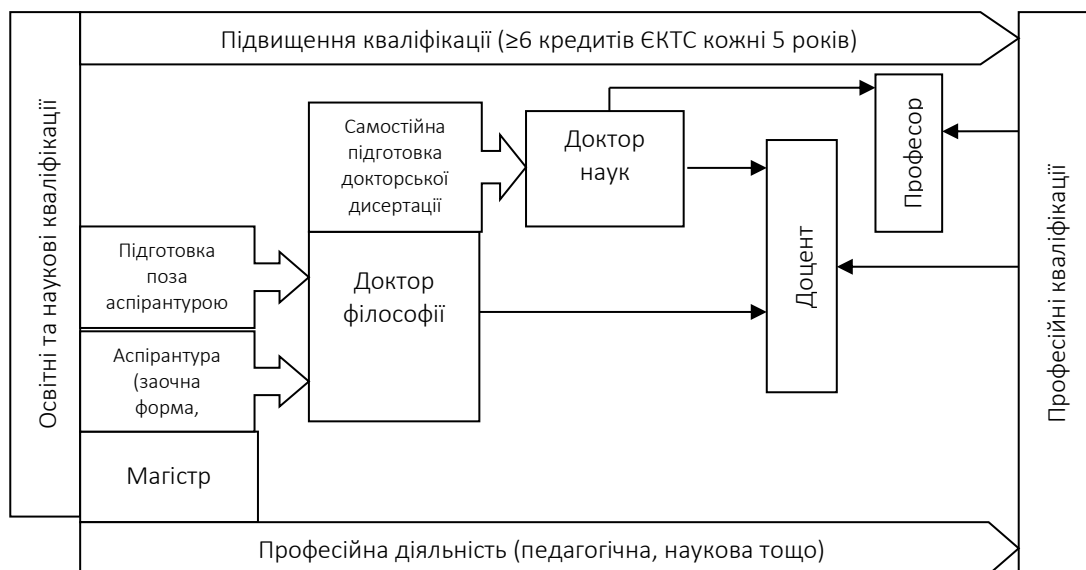 Підвищення кваліфікації (≥6 кредитів ЄКТС кожні 5 років)
Освітні та наукові кваліфікації
Самостійна
підготовка
докторської
дисертації
Доктор
наук
Професор
Підготовка
поза
аспірантурою
Доктор
філософії
Доцент
Професійні кваліфікації
Аспірантура
(заочна
форма,
Магістр
Професійна діяльність (педагогічна, наукова тощо)